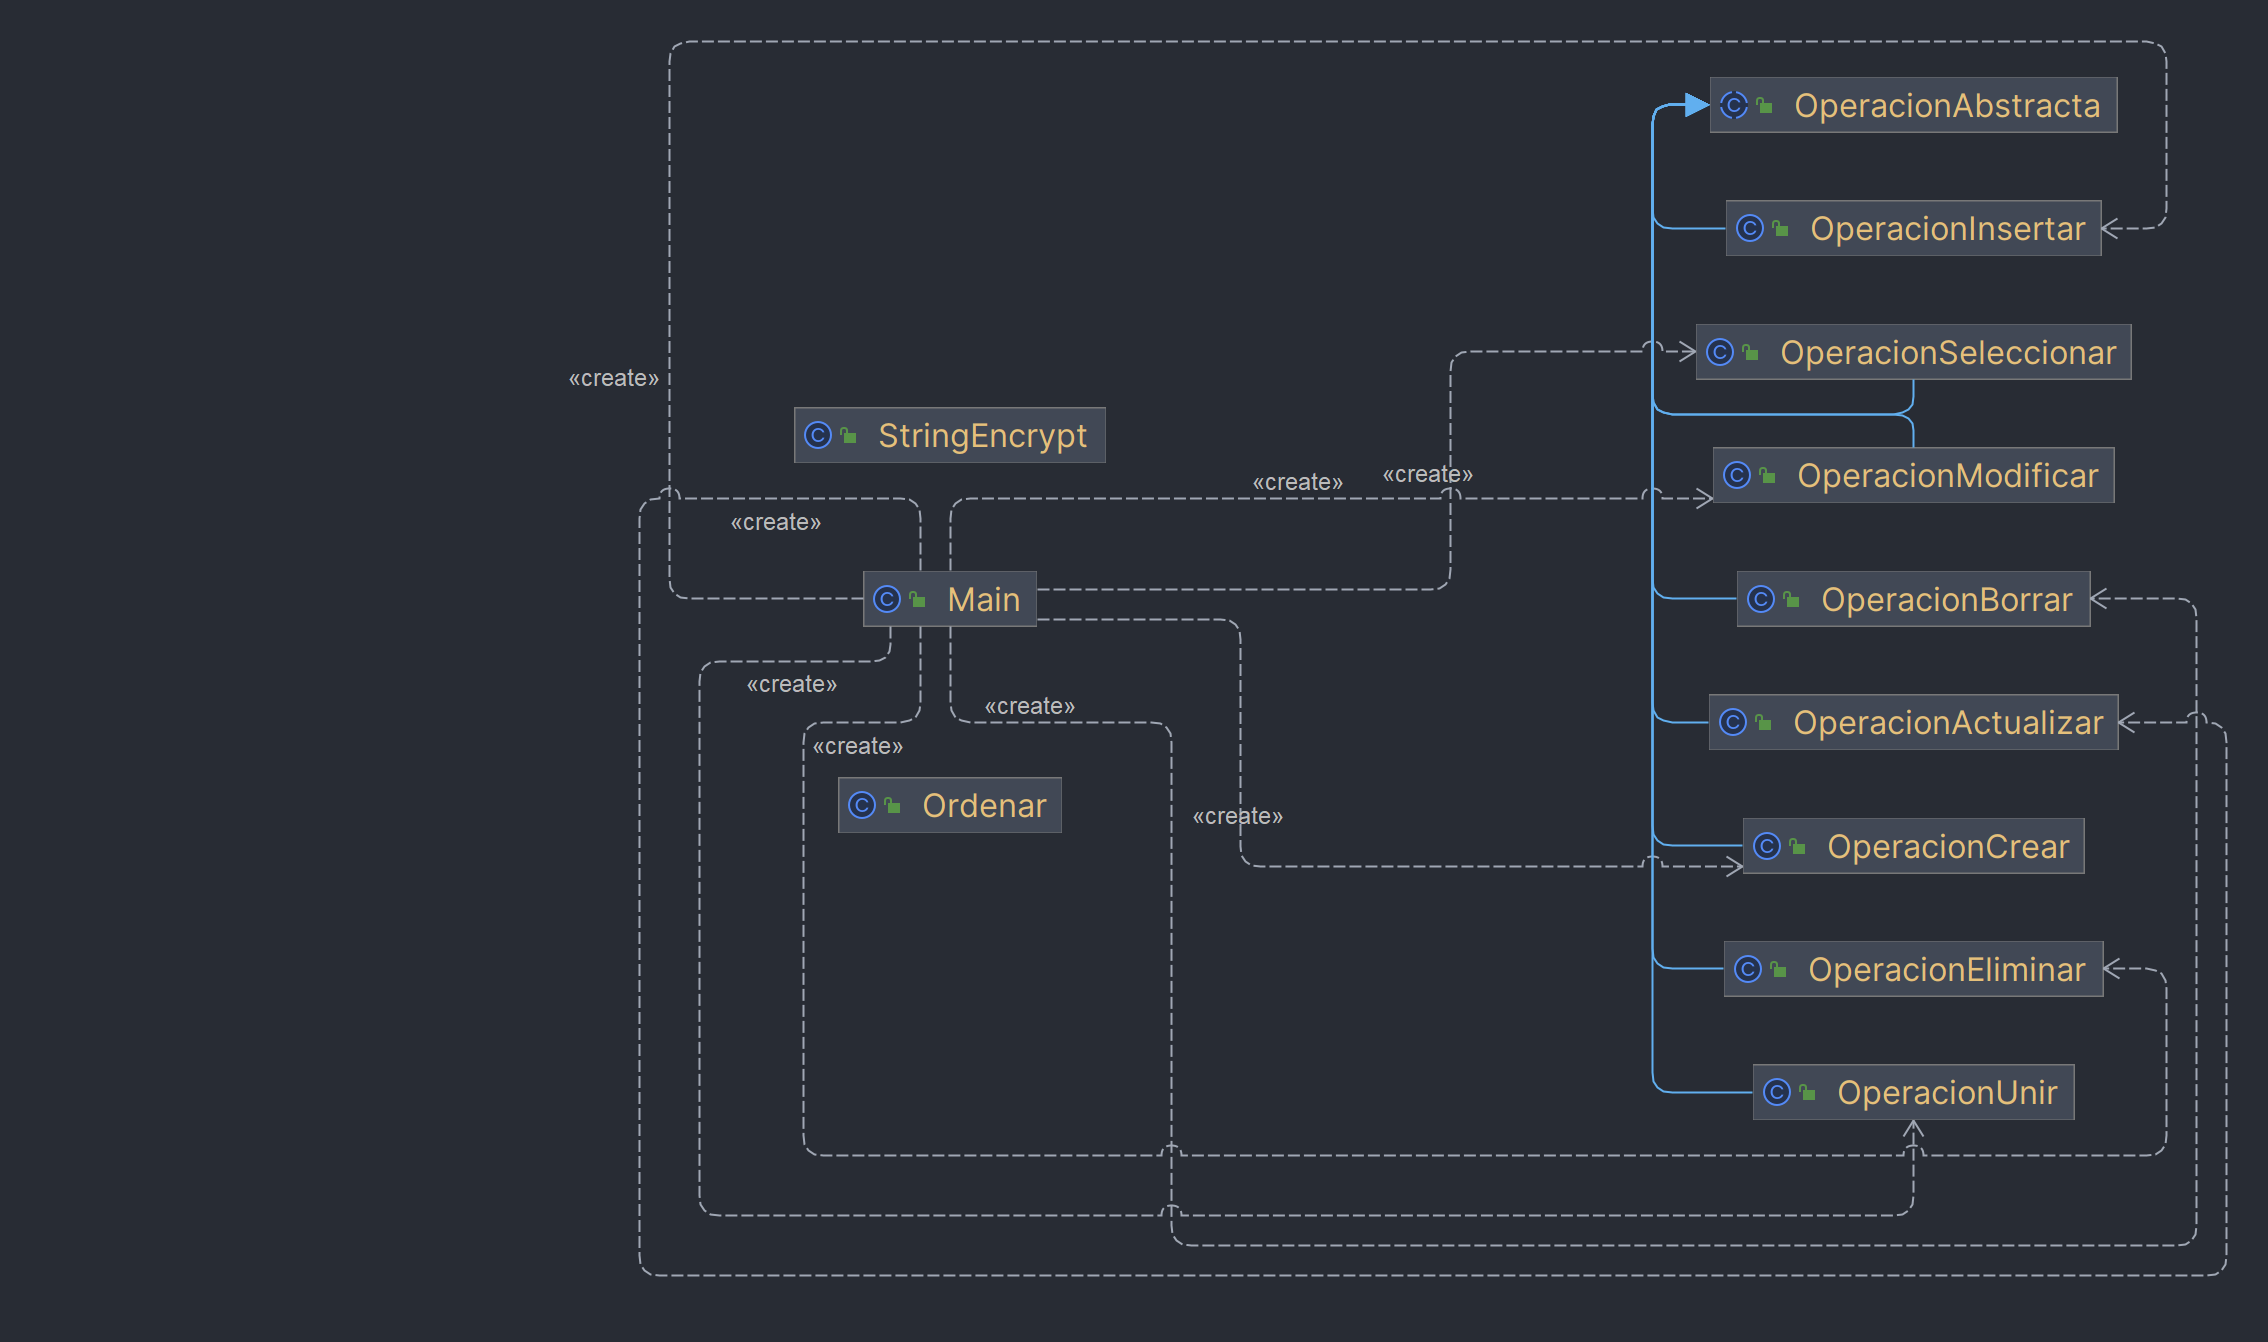 OperacionAbstracta
OperacionInsertar
OperacionSeleccionar
«create»
StringEncrypt
«create»
«create»
OperacionModificar
«create»
Main
OperacionBorrar
«create»
«create»
OperacionActualizar
«create»
Ordenar
«create»
OperacionCrear
OperacionEliminar
OperacionUnir